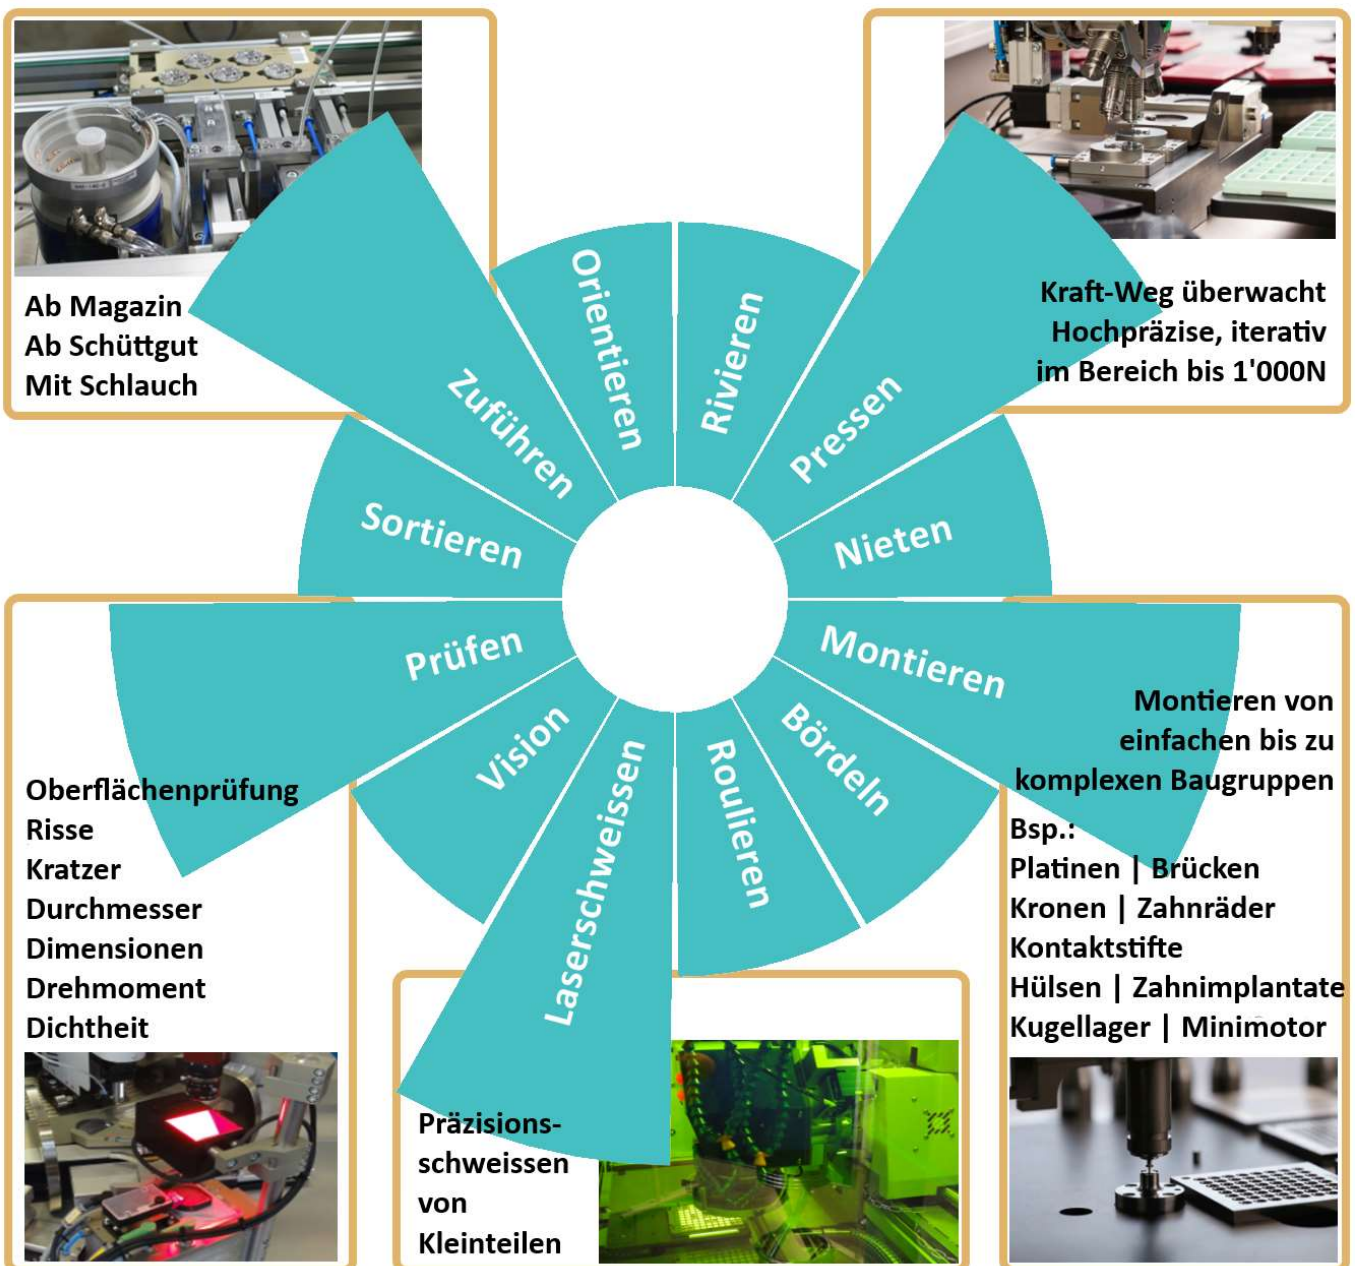 Ab Magazin
Ab Schüttgut
Mit Schlauch
Kraft-Weg überwacht
Hochpräzise, iterativ
im Bereich bis 1'000N
Orientieren
Rivieren
Zuführen
Pressen
Sortieren
Nieten
Prüfen
Montieren
Vision
Bördeln
Laserschweissen
Roulieren
Oberflächenprüfung
Risse
Kratzer
Durchmesser
Dimensionen
Drehmoment
Dichtheit
Präzisions-
schweissen
von
Kleinteilen
Montieren von
einfachen bis zu
komplexen Baugruppen
Bsp.:
Platinen | Brücken
Kronen | Zahnräder
Kontaktstifte
Hülsen | Zahnimplantate
Kugellager | Minimotor